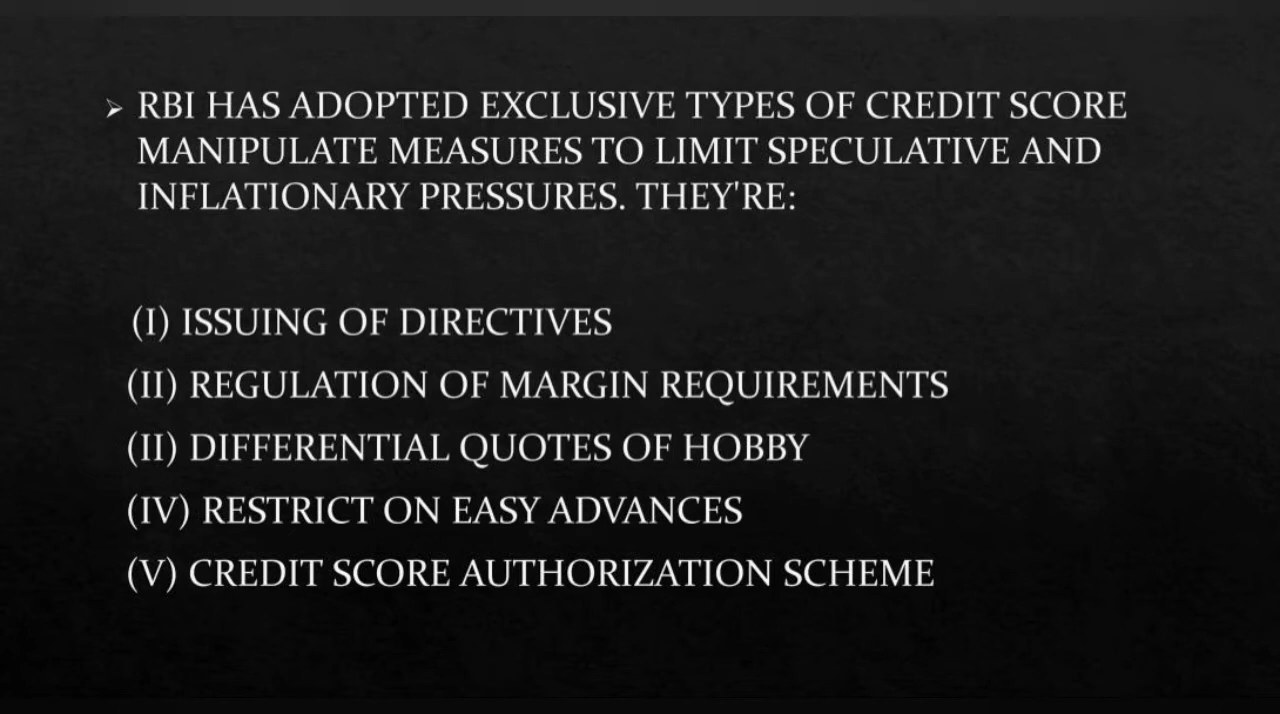 RBI HAS ADOPTED EXCLUSIVE TYPES OF CREDIT SCORE
MANIPULATE MEASURES TO LIMIT SPECULATIVE AND
INFLATIONARY PRESSURES. THEY'RE:
(I) ISSUING OF DIRECTIVES
(II) REGULATION OF MARGIN REQUIREMENTS
(II) DIFFERENTIAL QUOTES OF HOBBY
(IV) RESTRICT ON EASY ADVANCES
(V) CREDIT SCORE AUTHORIZATION SCHEME